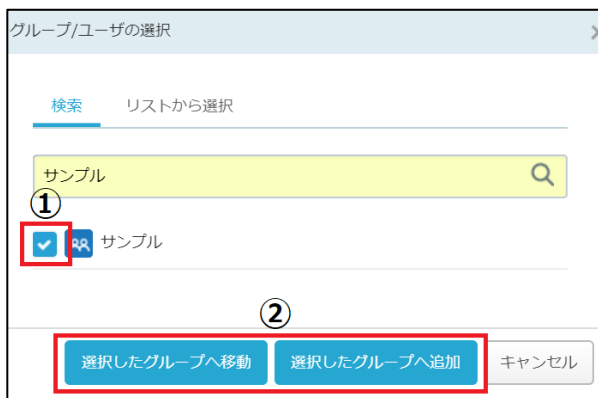 グループ/ユーザの選択
検索 リストから選択
サンプル
①
サンプル
②
選択したグループへ移動 選択したグループへ追加 キャンセル